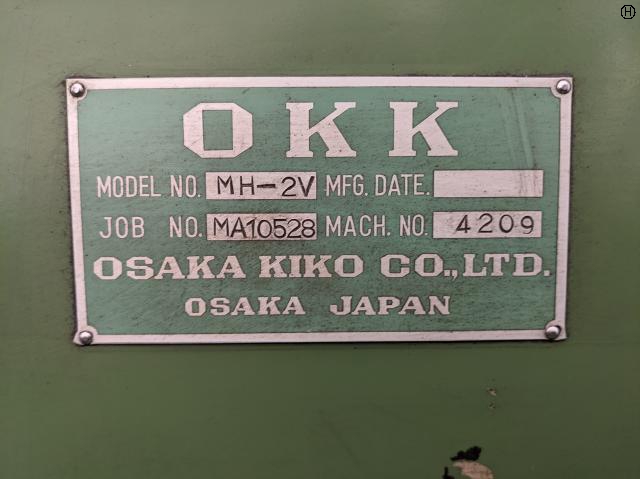 OKK
MODEL NO. MH-2V MFG. DATE.
JOB NO. MA10528 MACH. NO. 4209
OSAKA KIKO CO., LTD.
OSAKA JAPAN
H